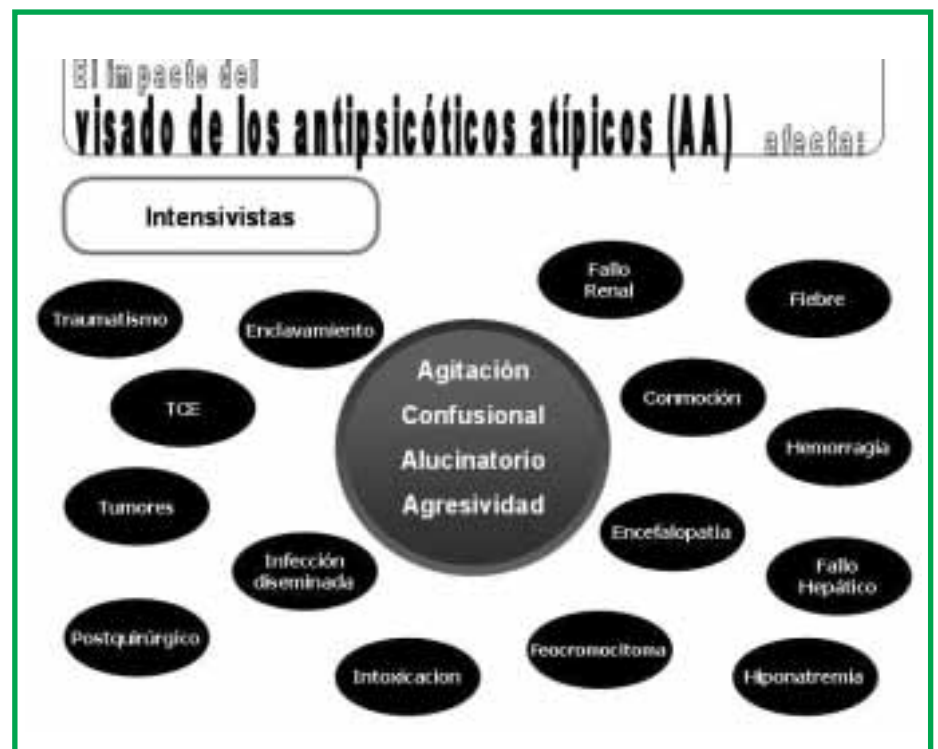 El impacto del
visado de los antipsicóticos atípicos (AA) afecta:
Intensivistas
Fallo
Renal
Fiebre
Traumatismo
Enclavamiento
Agitación
Confusional
Alucinatorio
Agresividad
TCE
Conmoción
Hemorragia
Tumores
Encefalopatía
Infección
diseminada
Fallo
Hepático
Postquirúrgico
Intoxicacion
Feocromocitoma
Hiponatremia